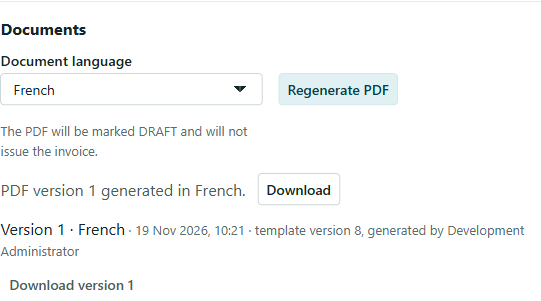 Documents
Document language
French
Regenerate PDF
The PDF will be marked DRAFT and will not
issue the invoice.
PDF version 1 generated in French.
Download
Version 1 · French · 19 Nov 2026, 10:21 · template version 8, generated by Development
Administrator
Download version 1